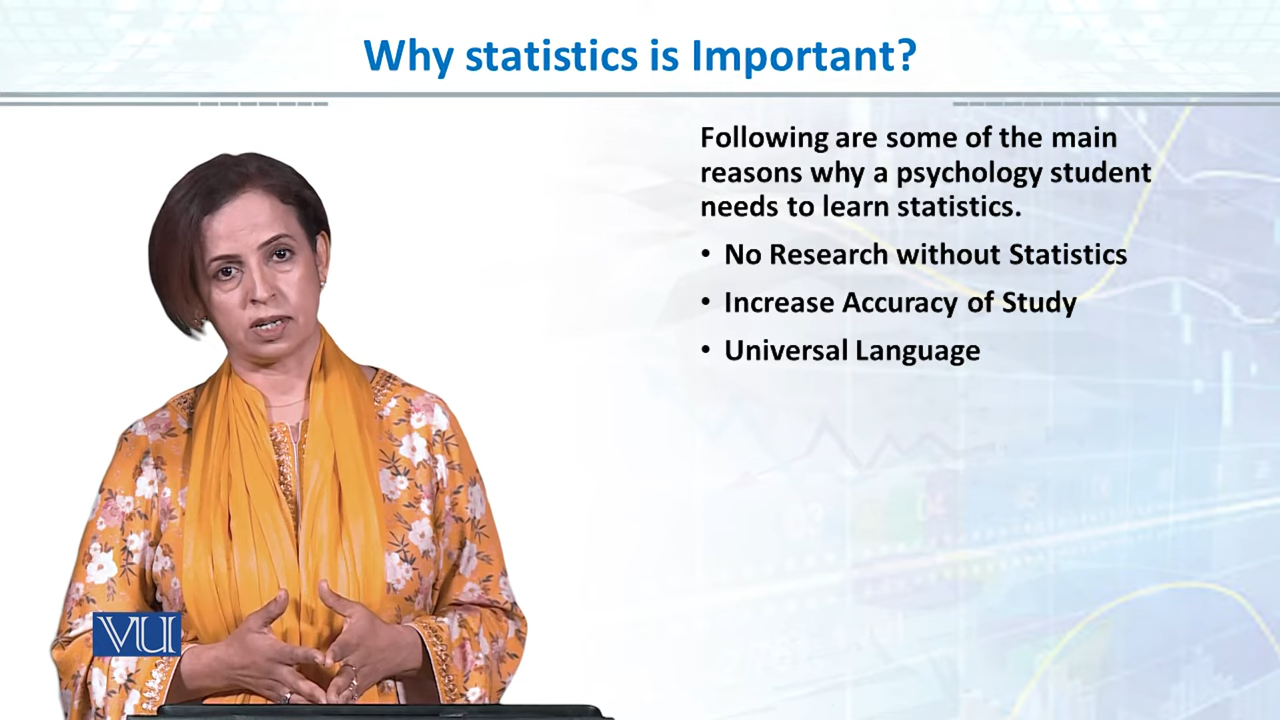 Why statistics is Important?
Following are some of the main
reasons why a psychology student
needs to learn statistics.
• No Research without Statistics
• Increase Accuracy of Study
• Universal Language
VU